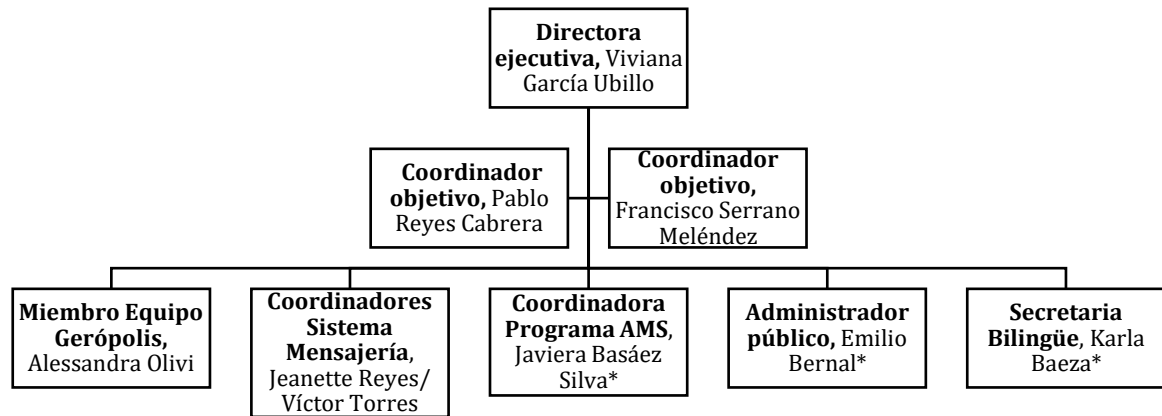 Directora
ejecutiva, Viviana
García Ubillo
Coordinador
objetivo, Pablo
Reyes Cabrera
Coordinador
objetivo,
Francisco Serrano
Meléndez
Miembro Equipo
Gerópolis,
Alessandra Olivi
Coordinadores
Sistema
Mensajería,
Jeanette Reyes/
Víctor Torres
Coordinadora
Programa AMS,
Javiera Basáez
Silva*
Administrador
público, Emilio
Bernal*
Secretaria
Bilingüe, Karla
Baeza*